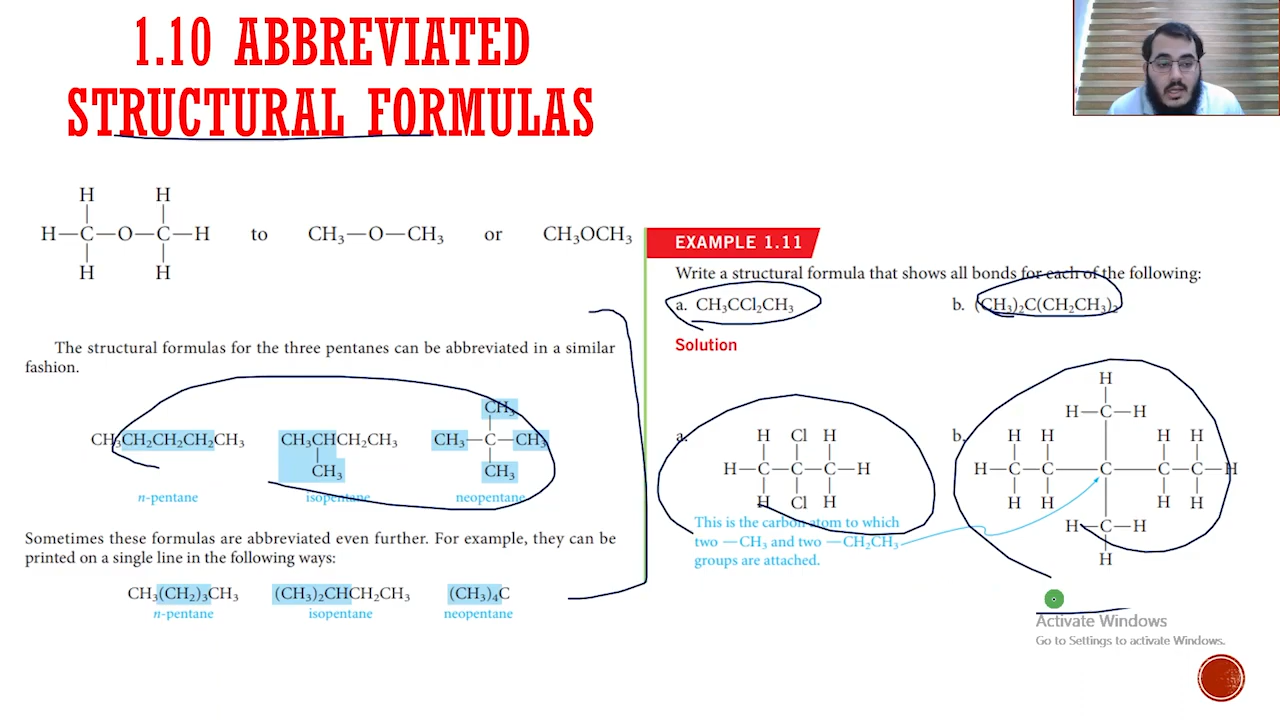 1.10 ABBREVIATED
STRUCTURAL FORMULAS
H H
H—C—O—C—H to CH₃—O—CH₃ or CH₃OCH₃
H H
The structural formulas for the three pentanes can be abbreviated in a similar
fashion.
CH₃
CH₃CH₂CH₂CH₂CH₃ CH₃CHCH₂CH₃ CH₃—C—CH₃
CH₃ CH₃
n-pentane isopentane neopentane
Sometimes these formulas are abbreviated even further. For example, they can be
printed on a single line in the following ways:
CH₃(CH₂)₃CH₃ (CH₃)₂CHCH₂CH₃ (CH₃)₄C
n-pentane isopentane neopentane
EXAMPLE 1.11
Write a structural formula that shows all bonds for each of the following:
a. CH₃CCl₂CH₃ b. (CH₃)₂C(CH₂CH₃)₂
Solution
a.
H Cl H
H—C—C—C—H
H Cl H
This is the carbon atom to which
two —CH₃ and two —CH₂CH₃
groups are attached.
b.
H
H—C—H
H H H H
H—C—C—C—C—C—H
H H H H
H—C—H
H
Activate Windows
Go to Settings to activate Windows.